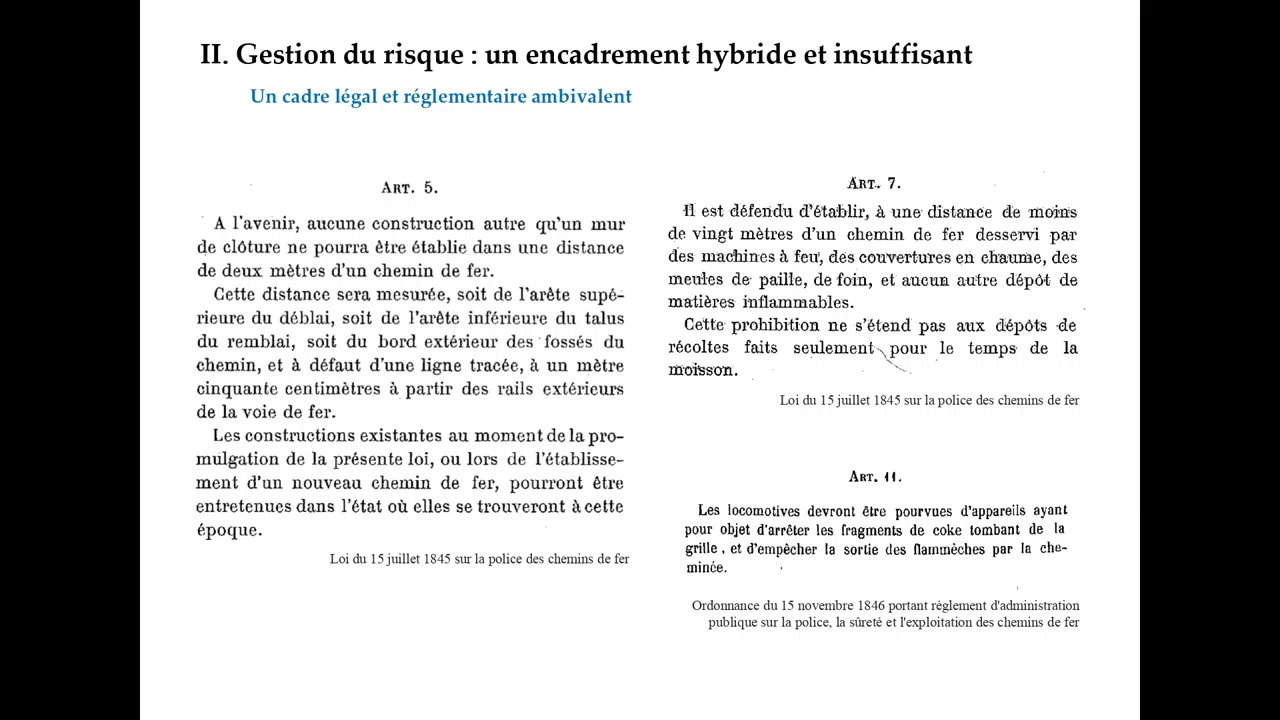 II. Gestion du risque : un encadrement hybride et insuffisant
Un cadre légal et réglementaire ambivalent
ART. 5.
A l'avenir, aucune construction autre qu'un mur
de clôture ne pourra être établie dans une distance
de deux mètres d'un chemin de fer.
Cette distance sera mesurée, soit de l'arête supé-
rieure du déblai, soit de l'arête inférieure du talus
du remblai, soit du bord extérieur des fossés du
chemin, et à défaut d'une ligne tracée, à un mètre
cinquante centimètres à partir des rails extérieurs
de la voie de fer.
Les constructions existantes au moment de la pro-
mulgation de la présente loi, ou lors de l'établisse-
ment d'un nouveau chemin de fer, pourront être
entretenues dans l'état où elles se trouveront à cette
époque.
Loi du 15 juillet 1845 sur la police des chemins de fer
ART. 7.
Il est défendu d'établir, à une distance de moins
de vingt mètres d'un chemin de fer desservi par
des machines à feu, des couvertures en chaume, des
meules de paille, de foin, et aucun autre dépôt de
matières inflammables.
Cette prohibition ne s'étend pas aux dépôts de
récoltes faits seulement pour le temps de la
moisson.
Loi du 15 juillet 1845 sur la police des chemins de fer
ART. 11.
Les locomotives devront être pourvues d'appareils ayant
pour objet d'arrêter les fragments de coke tombant de la
grille, et d'empêcher la sortie des flammèches par la che-
minée.
Ordonnance du 15 novembre 1846 portant règlement d'administration
publique sur la police, la sûreté et l'exploitation des chemins de fer